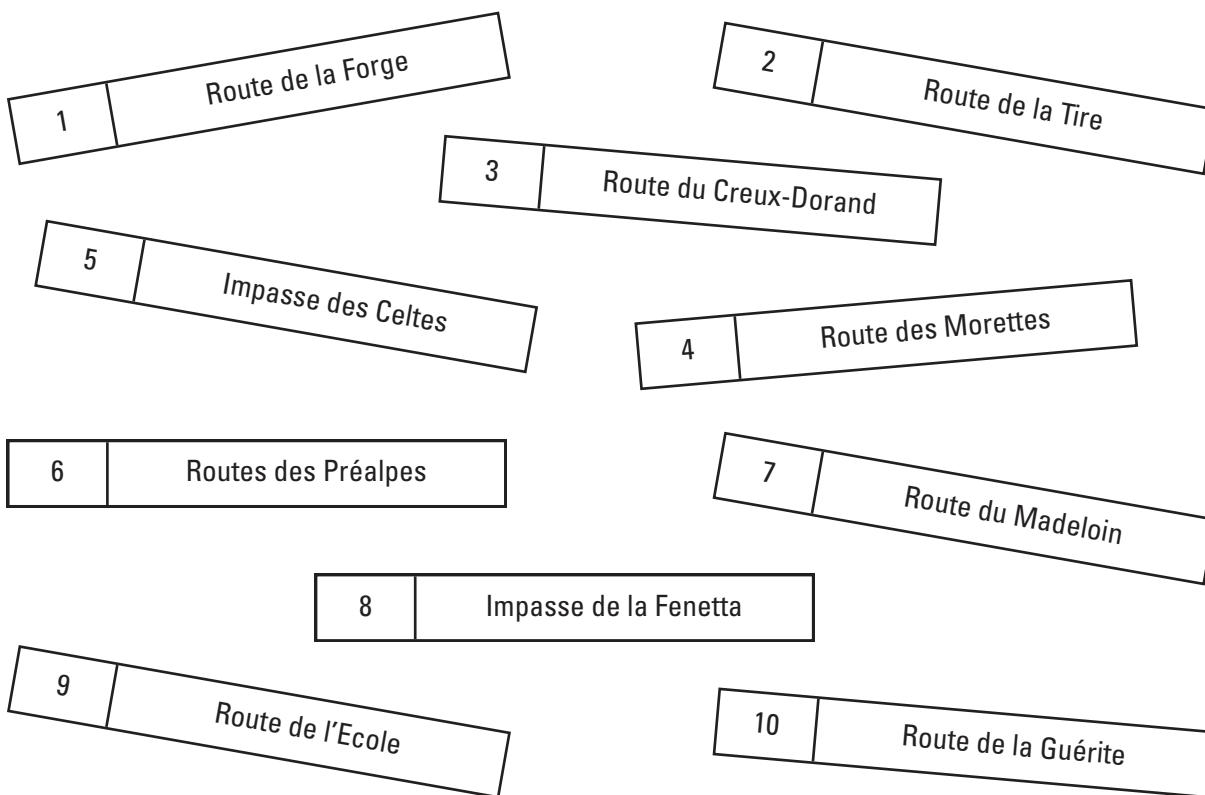 1 Route de la Forge
2 Route de la Tire
3 Route du Creux-Dorand
5 Impasse des Celtes
4 Route des Morettes
6 Routes des Préalpes
7 Route du Madeloin
8 Impasse de la Fenetta
9 Route de l'Ecole
10 Route de la Guérite